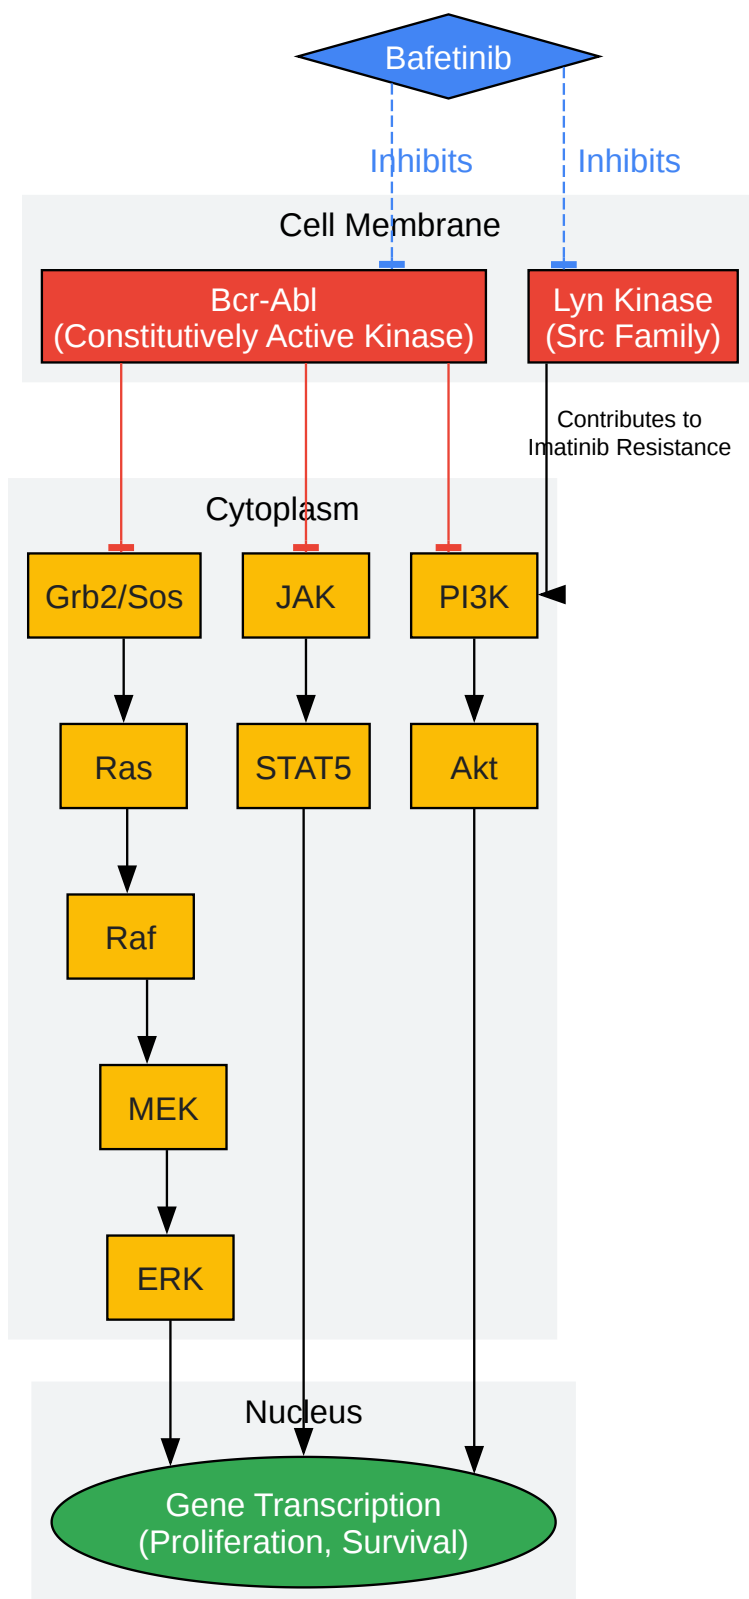 Bafetinib
Inhibits
Inhibits
Cell Membrane
Bcr-Abl
(Constitutively Active Kinase)
Lyn Kinase
(Src Family)
Contributes to
Imatinib Resistance
Cytoplasm
Grb2/Sos
JAK
PI3K
Ras
STAT5
Akt
Raf
MEK
ERK
Nucleus
Gene Transcription
(Proliferation, Survival)